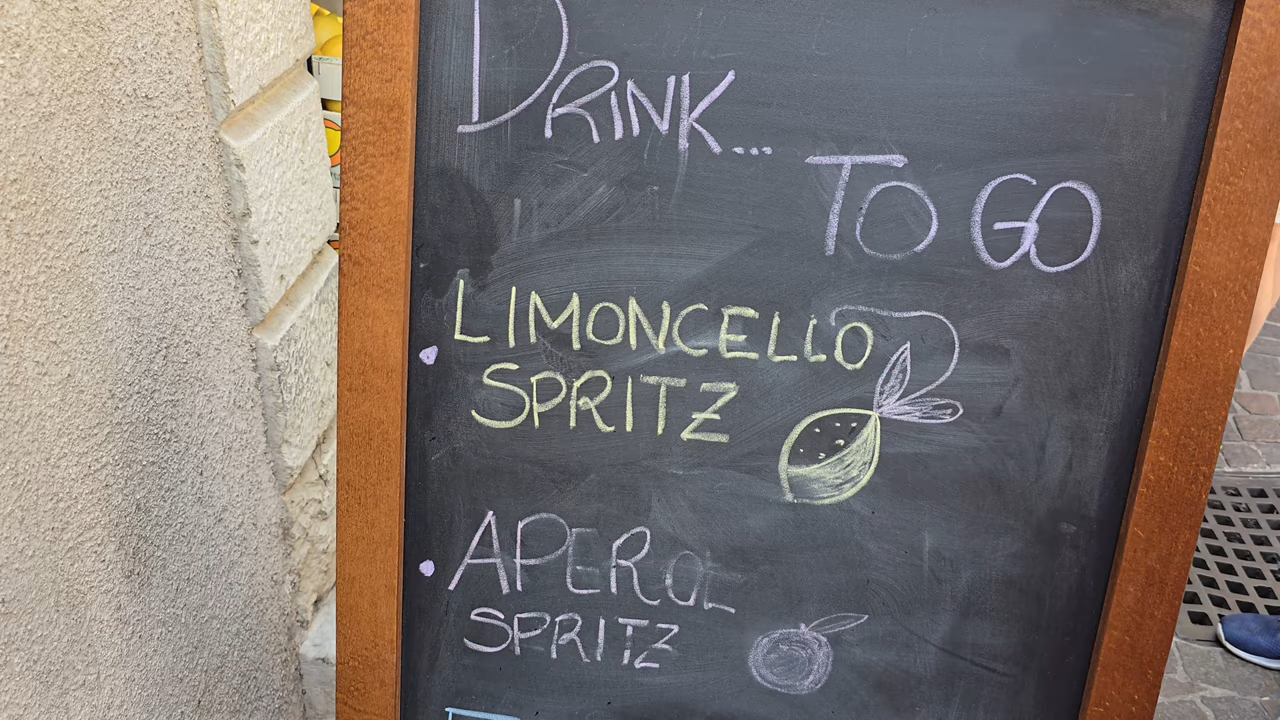 DRINK...
TO GO
LIMONCELLO
SPRITZ
APEROL
SPRITZ